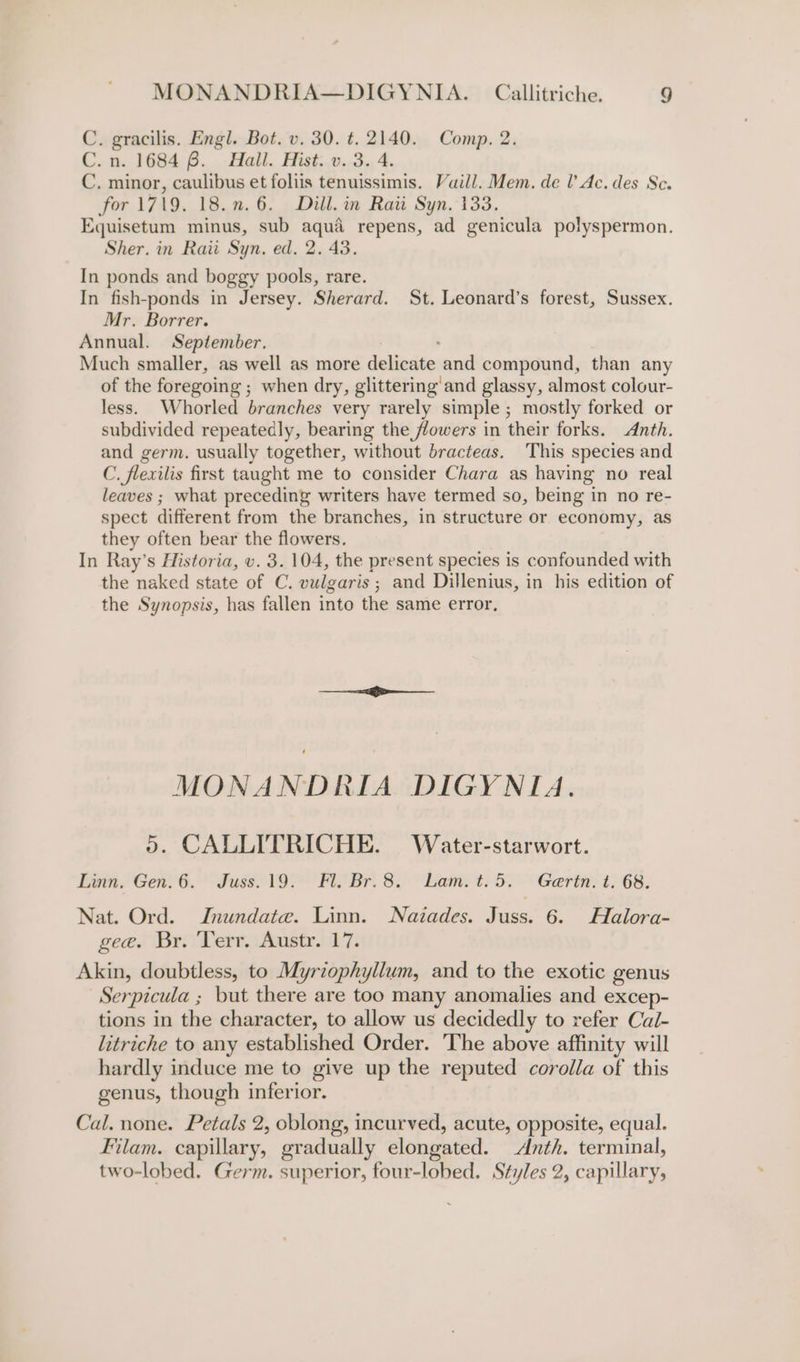 MONANDRIA—DIGYNIA. Callitriche. 9
C. gracilis. Engl. Bot. v. 30. t. 2140. Comp. 2.
C. n. 1684 β. Hall. Hist. v. 3. 4.
C. minor, caulibus et foliis tenuissimis. Vaill. Mem. de l'Ac. des Sc.
for 1719. 18. n. 6. Dill. in Raii Syn. 133.
Equisetum minus, sub aquâ repens, ad genicula polyspermon.
Sher. in Raii Syn. ed. 2. 43.
In ponds and boggy pools, rare.
In fish-ponds in Jersey. Sherard. St. Leonard's forest, Sussex.
Mr. Borrer.
Annual. September.
Much smaller, as well as more delicate and compound, than any
of the foregoing; when dry, glittering and glassy, almost colour-
less. Whorled branches very rarely simple; mostly forked or
subdivided repeatedly, bearing the flowers in their forks. Anth.
and germ. usually together, without bracteas. This species and
C. flexilis first taught me to consider Chara as having no real
leaves; what preceding writers have termed so, being in no re-
spect different from the branches, in structure or economy, as
they often bear the flowers.
In Ray's Historia, v. 3. 104, the present species is confounded with
the naked state of C. vulgaris; and Dillenius, in his edition of
the Synopsis, has fallen into the same error.
MONANDRIA DIGYNIA.
5. CALLITRICHE. Water-starwort.
Linn. Gen. 6. Juss. 19. Fl. Br. 8. Lam. t. 5. Gærtn. t. 68.
Nat. Ord. Inundatæ. Linn. Naiades. Juss. 6. Halora-
geæ. Br. Terr. Austr. 17.
Akin, doubtless, to Myriophyllum, and to the exotic genus
Serpicula; but there are too many anomalies and excep-
tions in the character, to allow us decidedly to refer Cal-
litriche to any established Order. The above affinity will
hardly induce me to give up the reputed corolla of this
genus, though inferior.
Cal. none. Petals 2, oblong, incurved, acute, opposite, equal.
Filam. capillary, gradually elongated. Anth. terminal,
two-lobed. Germ. superior, four-lobed. Styles 2, capillary,